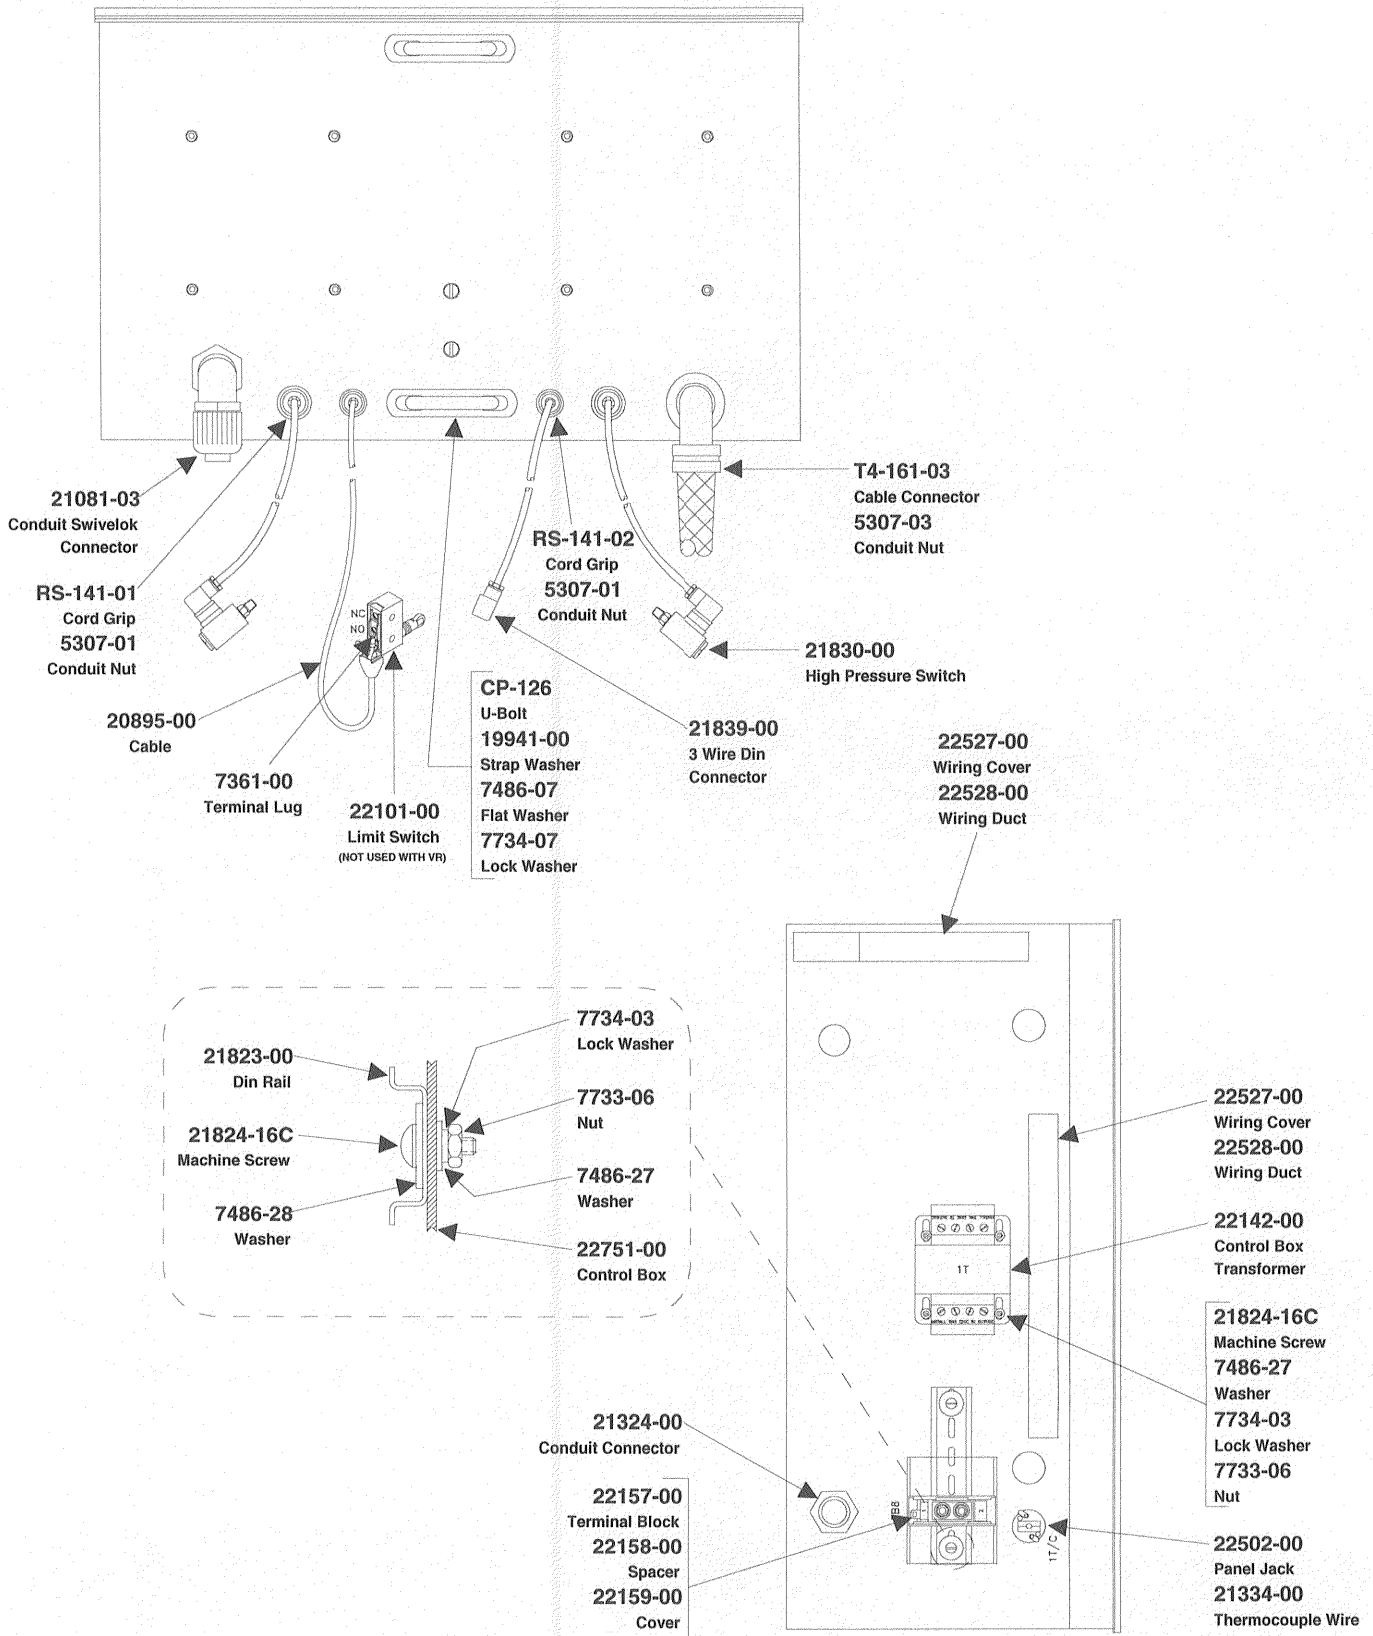 21081-03
Conduit Swivelok
Connector
RS-141-01
Cord Grip
5307-01
Conduit Nut
20895-00
Cable
7361-00
Terminal Lug
NC
NO
22101-00
Limit Switch
(NOT USED WITH VR)
CP-126
U-Bolt
19941-00
Strap Washer
7486-07
Flat Washer
7734-07
Lock Washer
RS-141-02
Cord Grip
5307-01
Conduit Nut
21839-00
3 Wire Din
Connector
T4-161-03
Cable Connector
5307-03
Conduit Nut
21830-00
High Pressure Switch
22527-00
Wiring Cover
22528-00
Wiring Duct
21823-00
Din Rail
21824-16C
Machine Screw
7486-28
Washer
7734-03
Lock Washer
7733-06
Nut
7486-27
Washer
22751-00
Control Box
22527-00
Wiring Cover
22528-00
Wiring Duct
22142-00
Control Box
Transformer
1T
21824-16C
Machine Screw
7486-27
Washer
7734-03
Lock Washer
7733-06
Nut
21324-00
Conduit Connector
22157-00
Terminal Block
22158-00
Spacer
22159-00
Cover
1T/C
22502-00
Panel Jack
21334-00
Thermocouple Wire